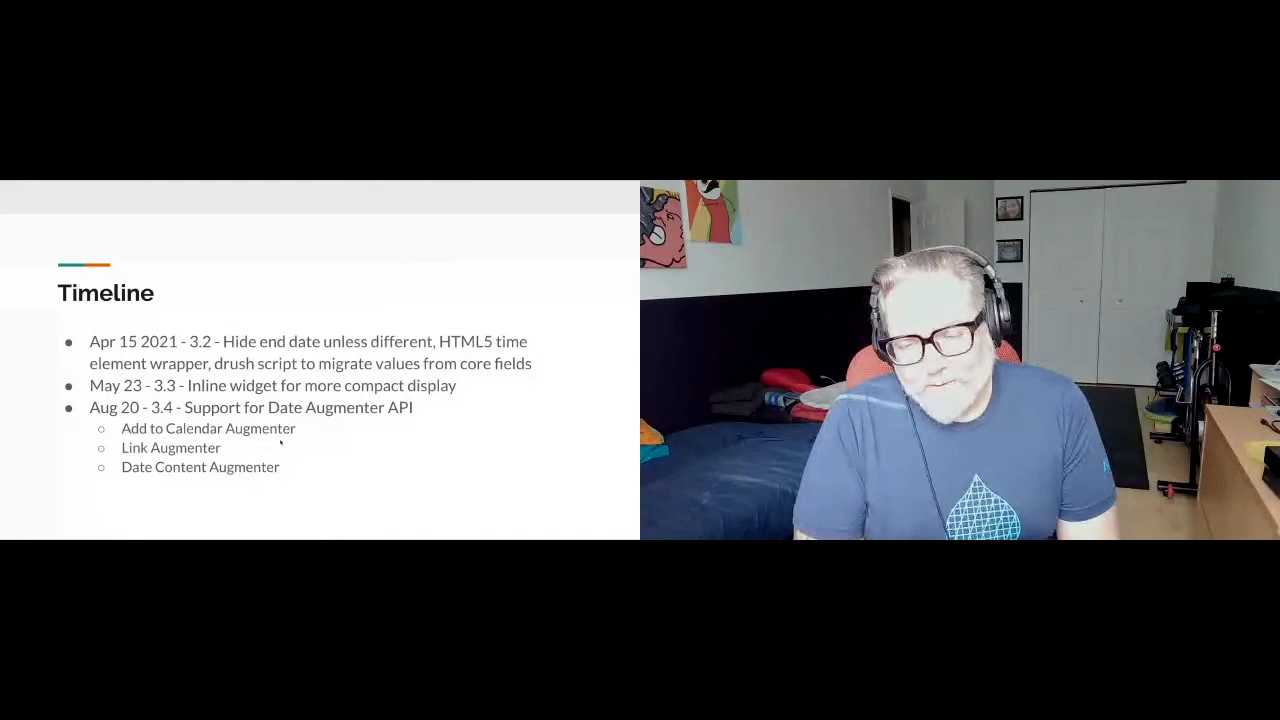 Timeline
● Apr 15 2021 - 3.2 - Hide end date unless different, HTML5 time
element wrapper, drush script to migrate values from core fields
● May 23 - 3.3 - Inline widget for more compact display
● Aug 20 - 3.4 - Support for Date Augmenter API
○ Add to Calendar Augmenter
○ Link Augmenter
○ Date Content Augmenter